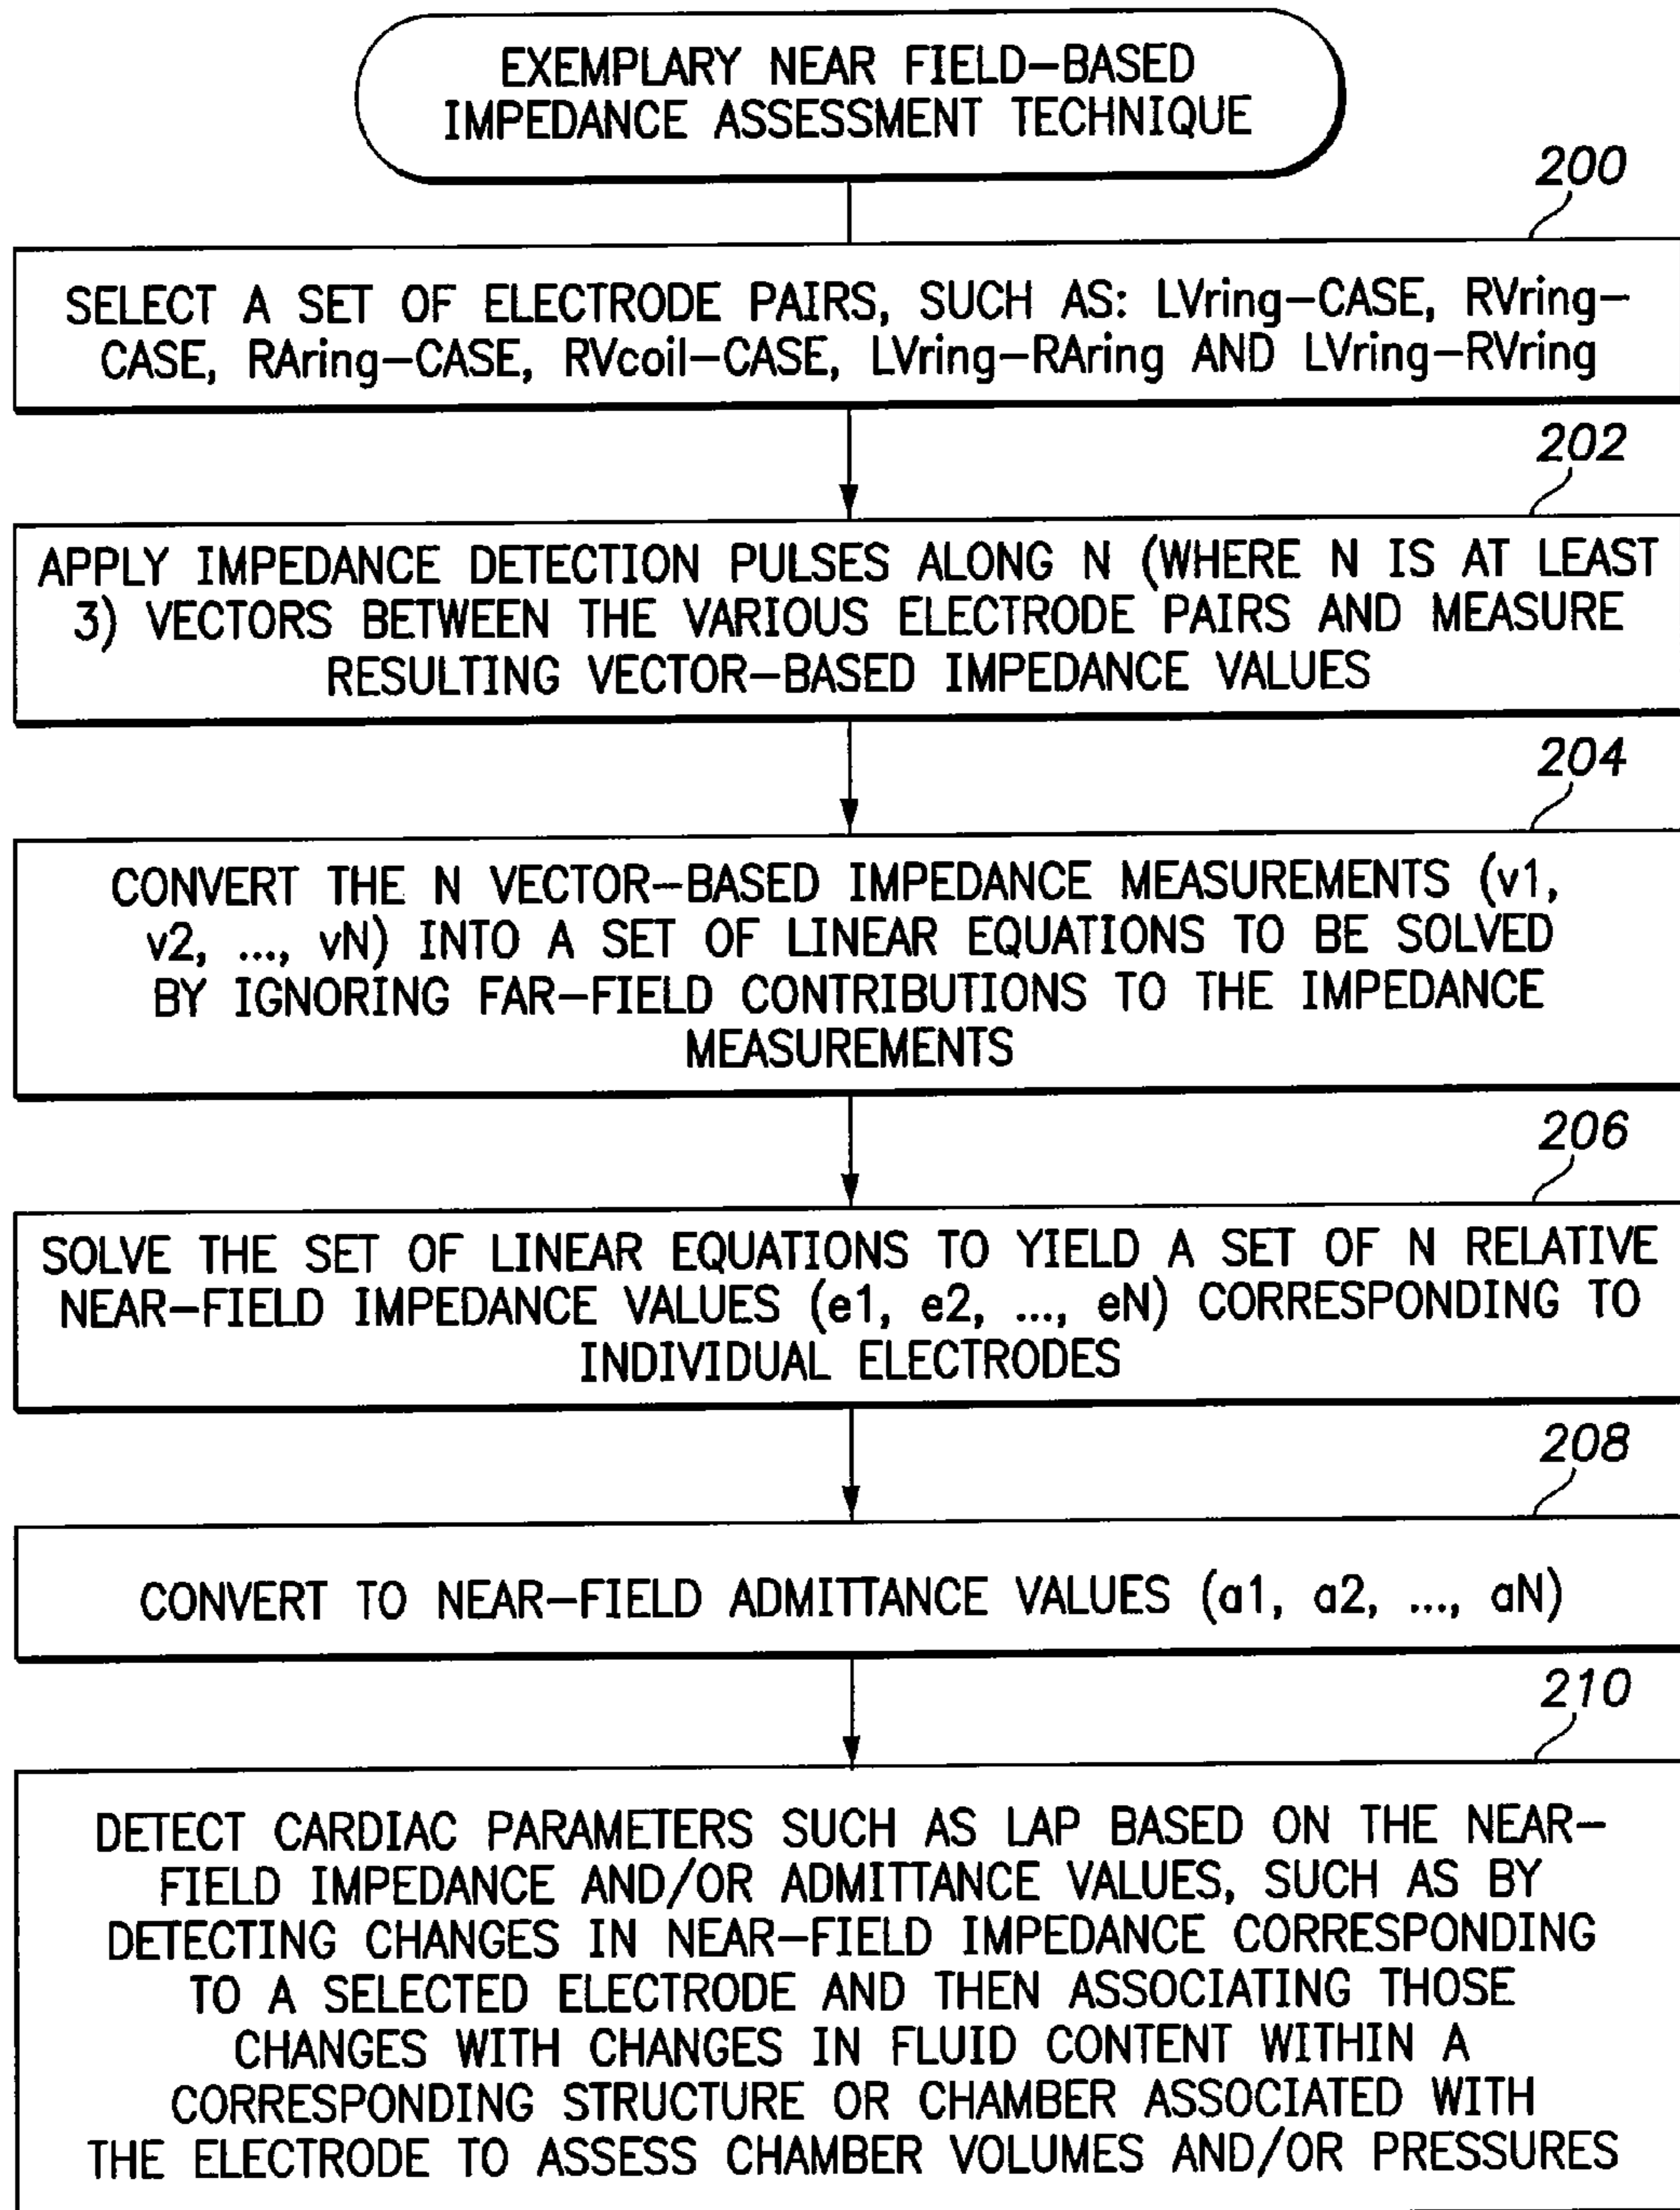 EXEMPLARY NEAR FIELD-BASED
IMPEDANCE ASSESSMENT TECHNIQUE
200
SELECT A SET OF ELECTRODE PAIRS, SUCH AS: LVring-CASE, RVring-
CASE, RAring-CASE, RVcoil-CASE, LVring-RAring AND LVring-RVring
202
APPLY IMPEDANCE DETECTION PULSES ALONG N (WHERE N IS AT LEAST
3) VECTORS BETWEEN THE VARIOUS ELECTRODE PAIRS AND MEASURE
RESULTING VECTOR-BASED IMPEDANCE VALUES
204
CONVERT THE N VECTOR-BASED IMPEDANCE MEASUREMENTS (v1,
v2, ..., vN) INTO A SET OF LINEAR EQUATIONS TO BE SOLVED
BY IGNORING FAR-FIELD CONTRIBUTIONS TO THE IMPEDANCE
MEASUREMENTS
206
SOLVE THE SET OF LINEAR EQUATIONS TO YIELD A SET OF N RELATIVE
NEAR-FIELD IMPEDANCE VALUES (e1, e2, ..., eN) CORRESPONDING TO
INDIVIDUAL ELECTRODES
208
CONVERT TO NEAR-FIELD ADMITTANCE VALUES (a1, a2, ..., aN)
210
DETECT CARDIAC PARAMETERS SUCH AS LAP BASED ON THE NEAR-
FIELD IMPEDANCE AND/OR ADMITTANCE VALUES, SUCH AS BY
DETECTING CHANGES IN NEAR-FIELD IMPEDANCE CORRESPONDING
TO A SELECTED ELECTRODE AND THEN ASSOCIATING THOSE
CHANGES WITH CHANGES IN FLUID CONTENT WITHIN A
CORRESPONDING STRUCTURE OR CHAMBER ASSOCIATED WITH
THE ELECTRODE TO ASSESS CHAMBER VOLUMES AND/OR PRESSURES